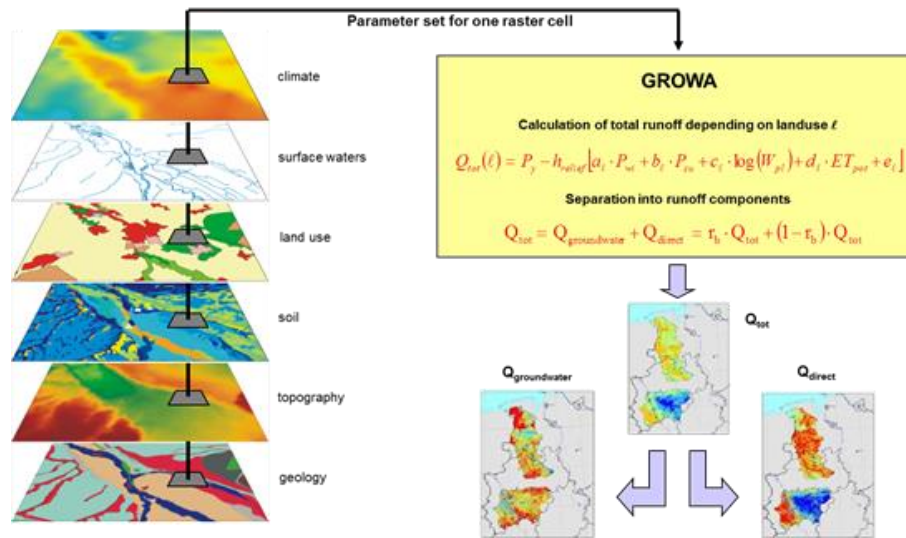 Parameter set for one raster cell
climate
surface waters
land use
soil
topography
geology
GROWA
Calculation of total runoff depending on landuse ℓ
Q_tot(ℓ) = P_y − h_relief[a_l · P_wi + b_l · P_su + c_l · log(W_pl) + d_l · ET_pot + e_l]
Separation into runoff components
Q_tot = Q_groundwater + Q_direct = r_b · Q_tot + (1 − r_b) · Q_tot
Q_tot
Q_groundwater
Q_direct